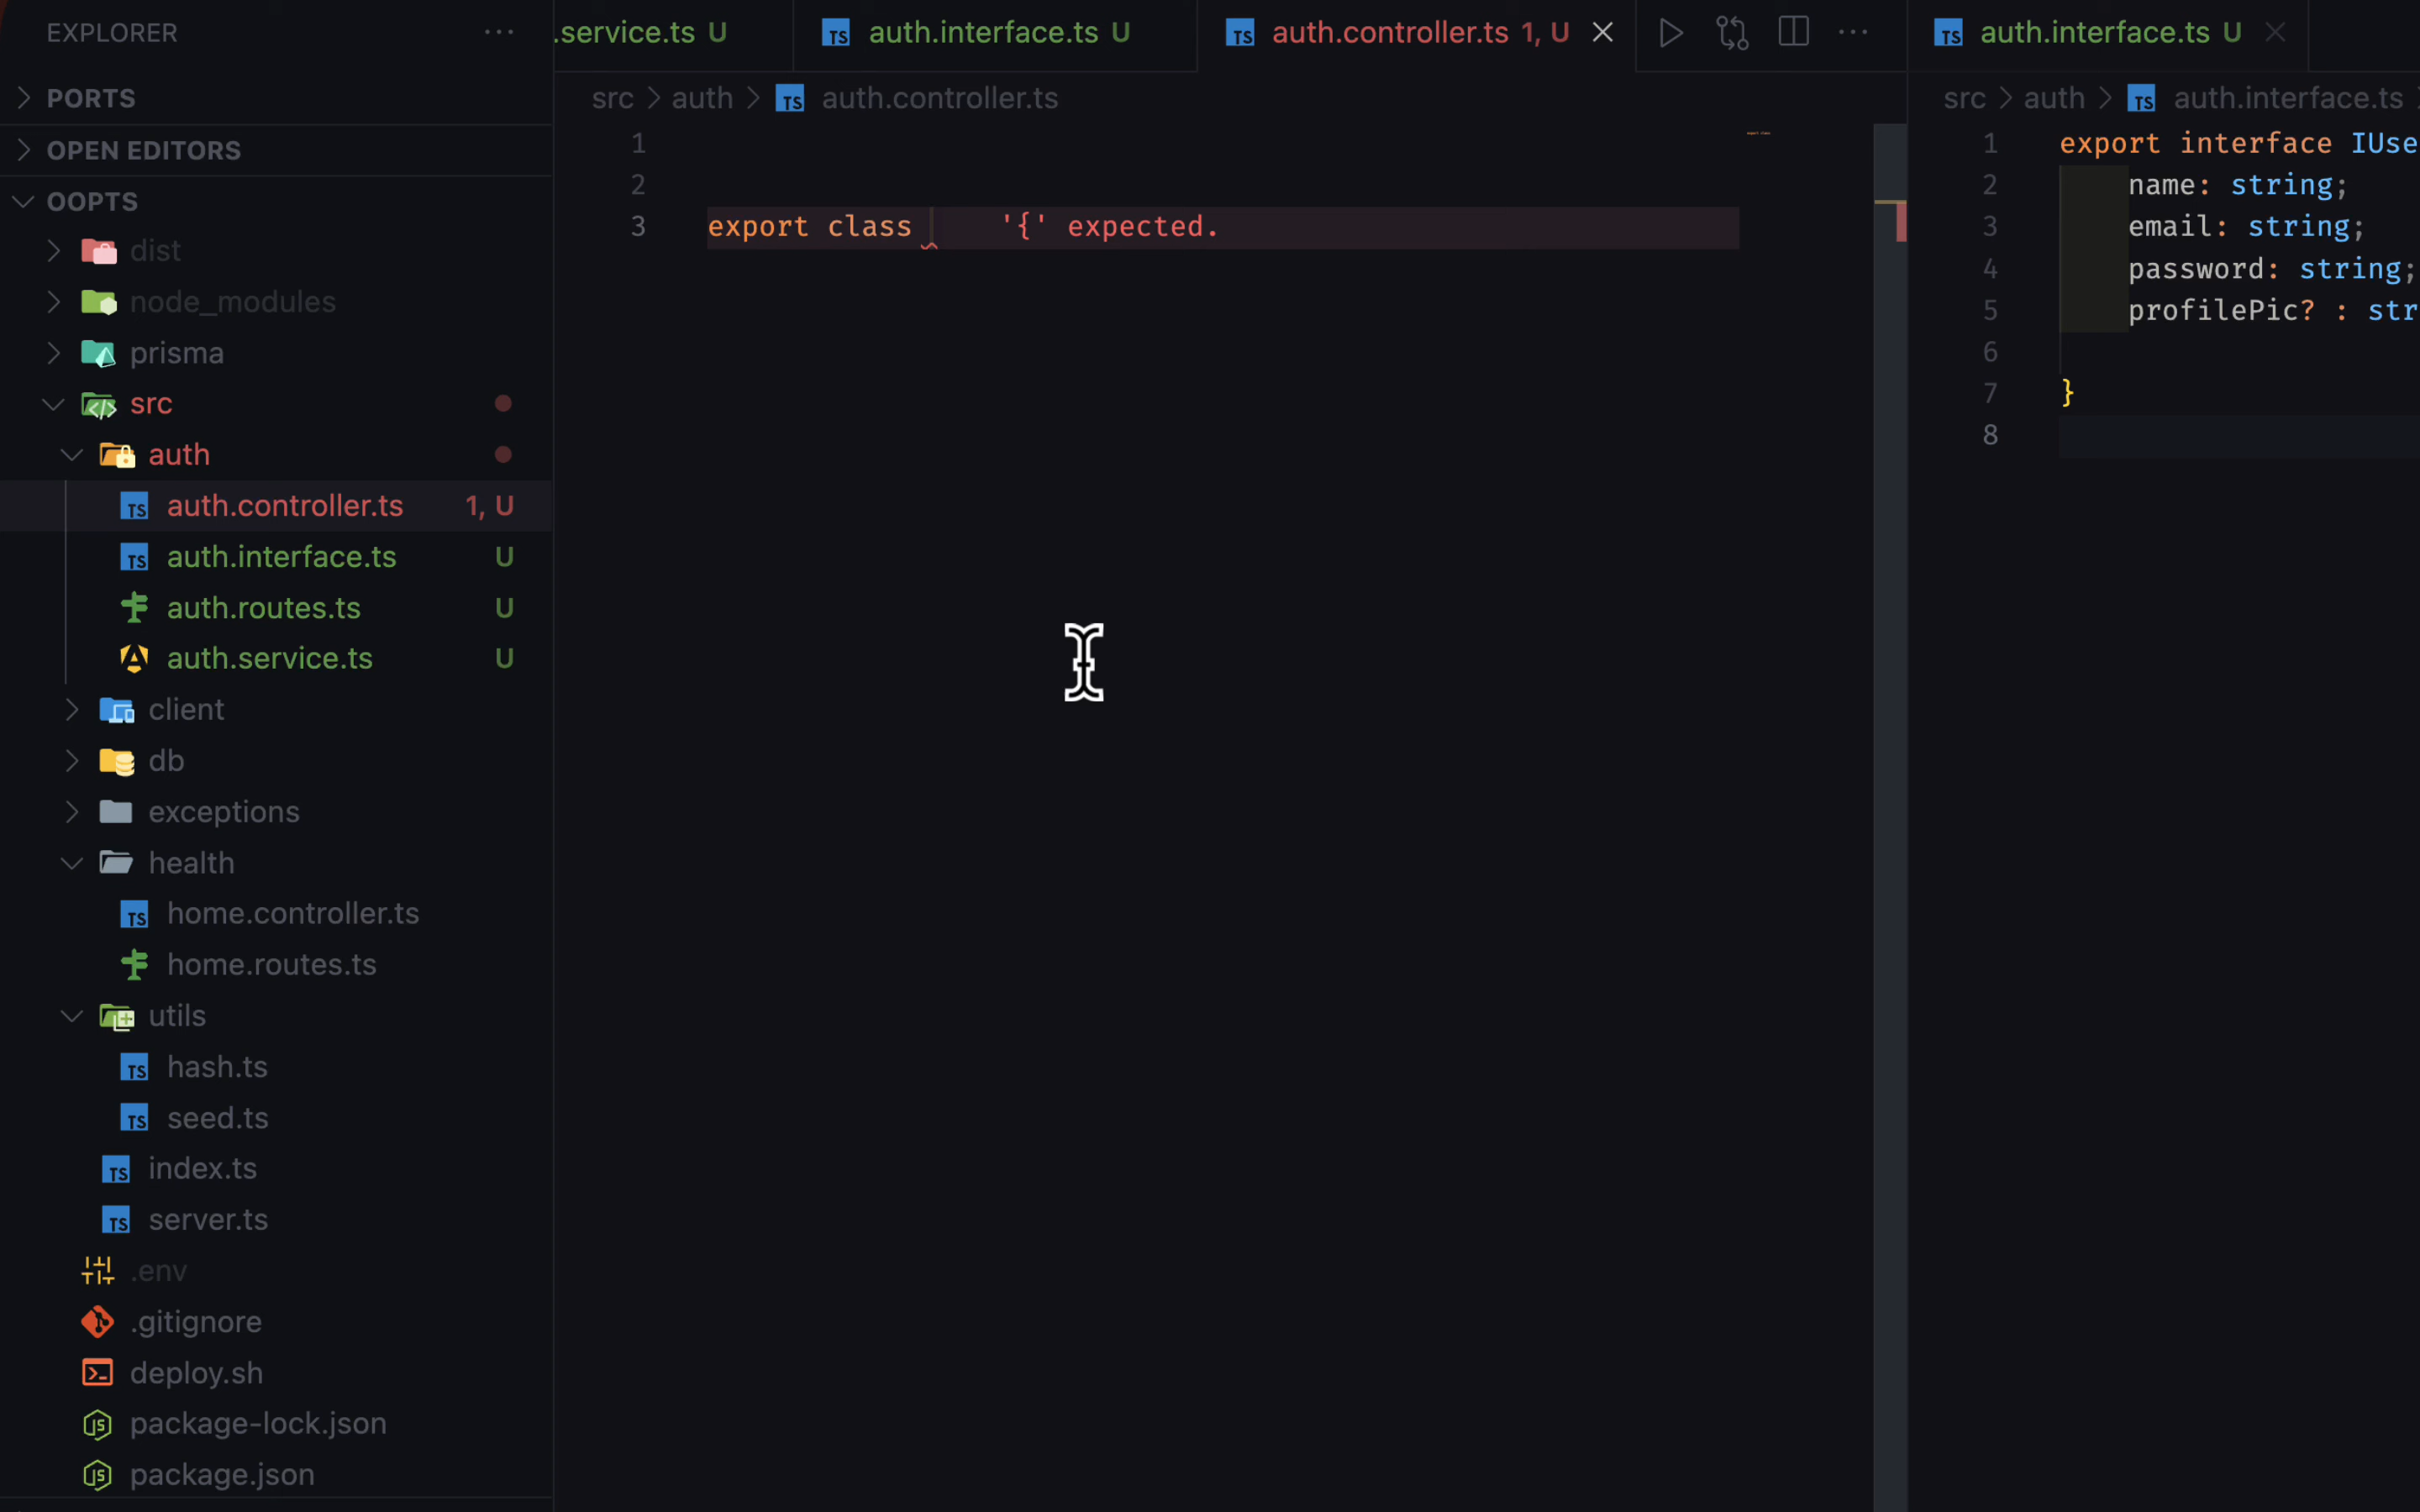 EXPLORER
PORTS
OPEN EDITORS
OOPTS
dist
node_modules
prisma
src
auth
auth.controller.ts 1, U
auth.interface.ts U
auth.routes.ts U
auth.service.ts U
client
db
exceptions
health
home.controller.ts
home.routes.ts
utils
hash.ts
seed.ts
index.ts
server.ts
.env
.gitignore
deploy.sh
package-lock.json
package.json
.service.ts U
auth.interface.ts U
auth.controller.ts 1, U
src > auth > TS auth.controller.ts
1
2
3 export class '{' expected.
auth.interface.ts U
src > auth > TS auth.interface.ts
1 export interface IUse
2 name: string;
3 email: string;
4 password: string;
5 profilePic? : str
6
7 }
8